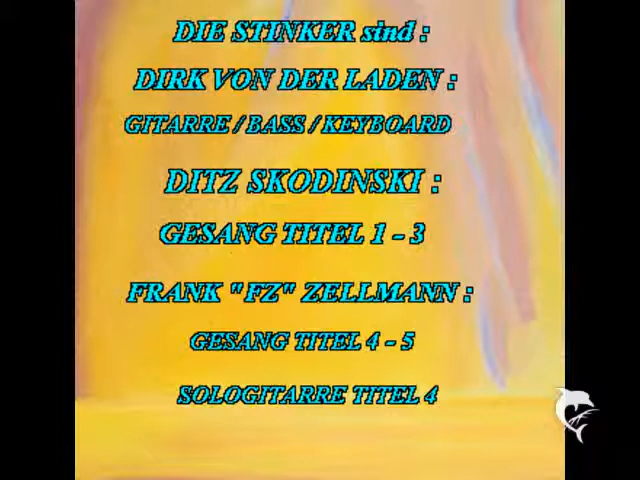 DIE STINKER sind :
DIRK VON DER LADEN :
GITARRE / BASS / KEYBOARD
DITZ SKODINSKI :
GESANG TITEL 1 - 3
FRANK "FZ" ZELLMANN :
GESANG TITEL 4 - 5
SOLOGITARRE TITEL 4